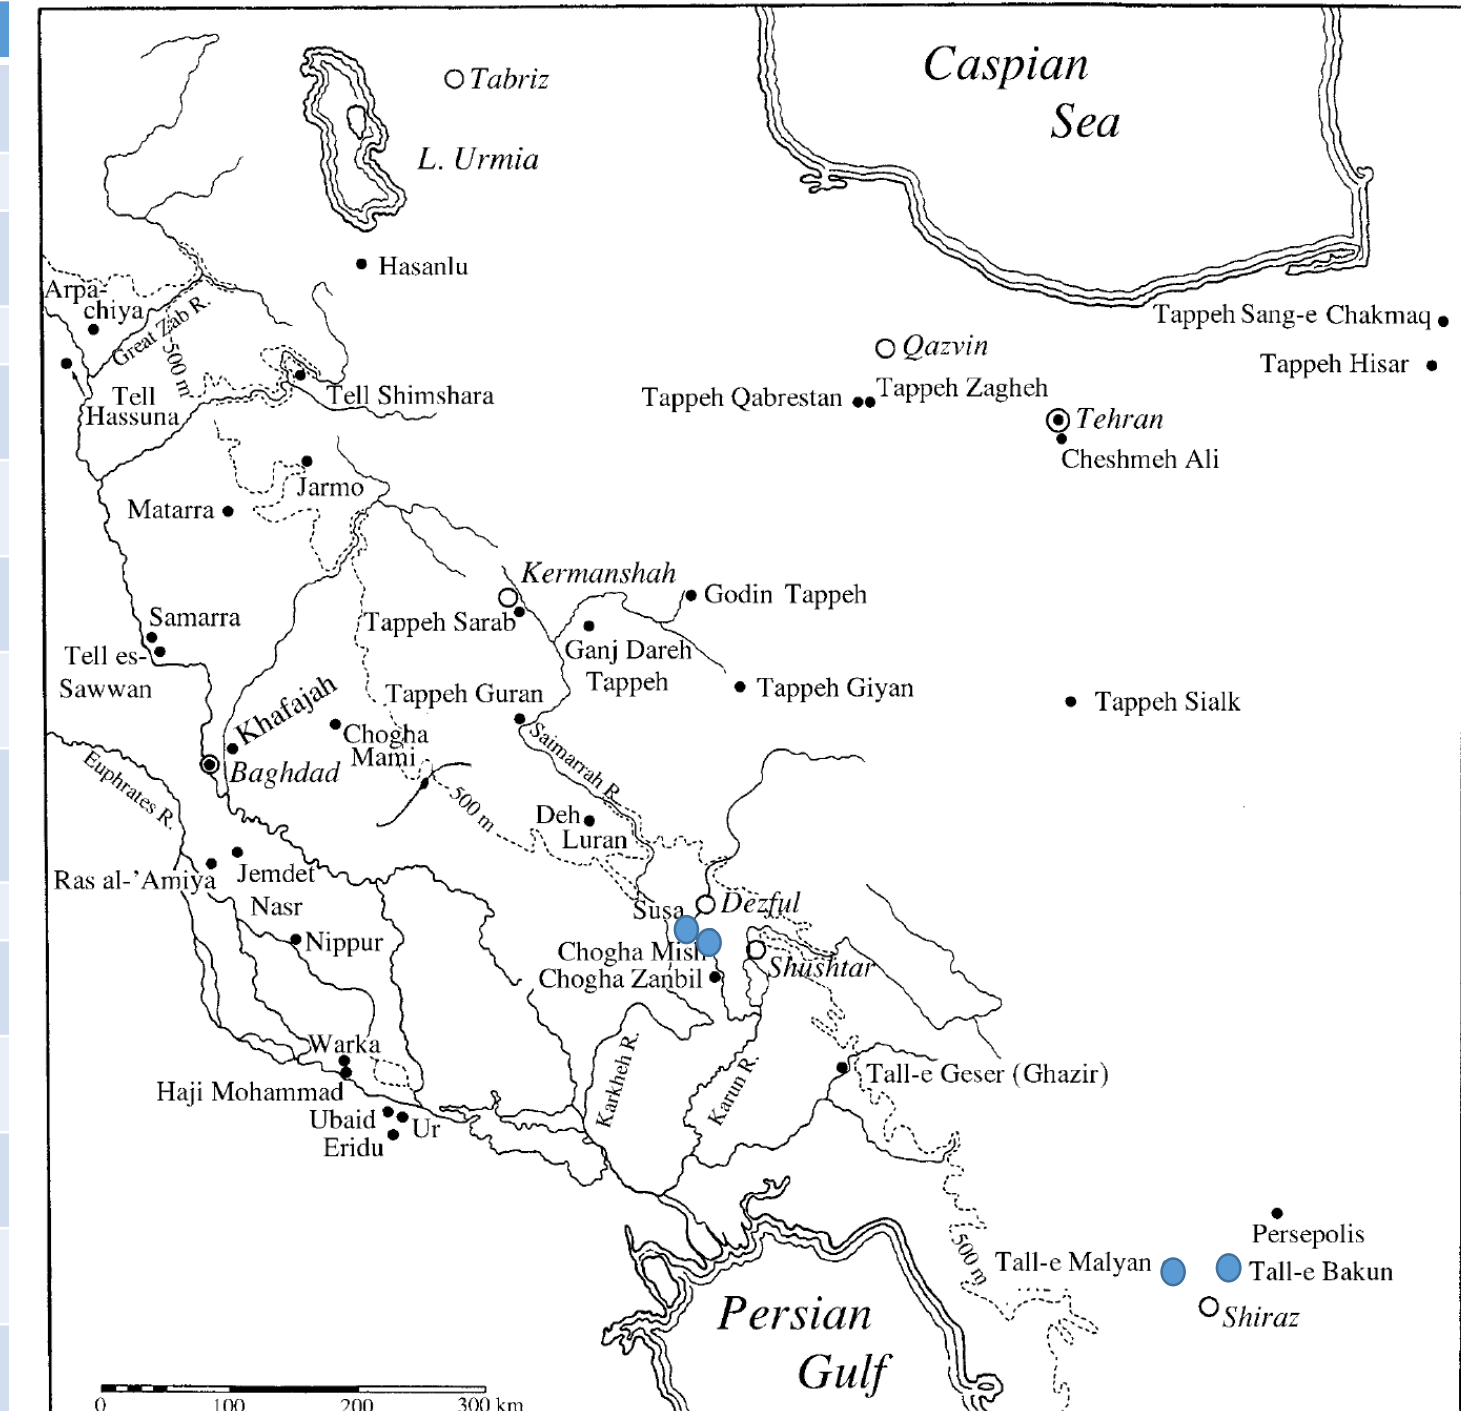 Caspian
Sea
Tabriz
L. Urmia
Hasanlu
Arpa-
chiya
Great Zab R.
500 m
Tell
Hassuna
Tell Shimshara
Tappeh Sang-e Chakmaq
Qazvin
Tappeh Hisar
Tappeh Qabrestan
Tappeh Zagheh
Tehran
Cheshmeh Ali
Jarmo
Matarra
Kermanshah
Godin Tappeh
Samarra
Tappeh Sarab
Ganj Dareh
Tappeh
Tell es-
Sawwan
Tappeh Guran
Tappeh Giyan
Tappeh Sialk
Khafajah
Chogha
Mami
Saimarrah R.
Baghdad
Euphrates R.
500 m
Deh
Luran
Ras al-'Amiya
Jemdet
Nasr
Susa
Dezful
Nippur
Chogha Mish
Shushtar
Chogha Zanbil
Warka
Karkheh R.
Karun R.
Tall-e Geser (Ghazir)
Haji Mohammad
Ubaid
Ur
Eridu
Persepolis
500 m
Tall-e Malyan
Tall-e Bakun
Shiraz
Persian
Gulf
0 100 200 300 km